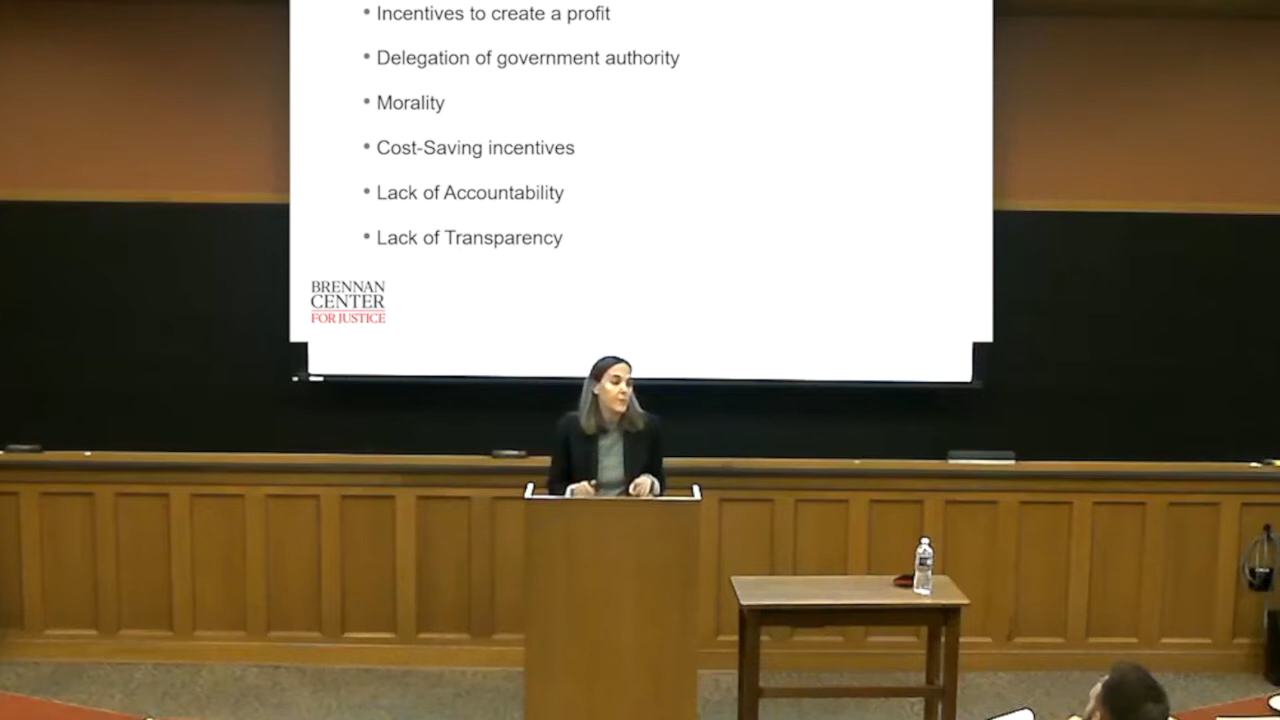 • Incentives to create a profit
• Delegation of government authority
• Morality
• Cost-Saving incentives
• Lack of Accountability
• Lack of Transparency
BRENNAN
CENTER
FOR JUSTICE